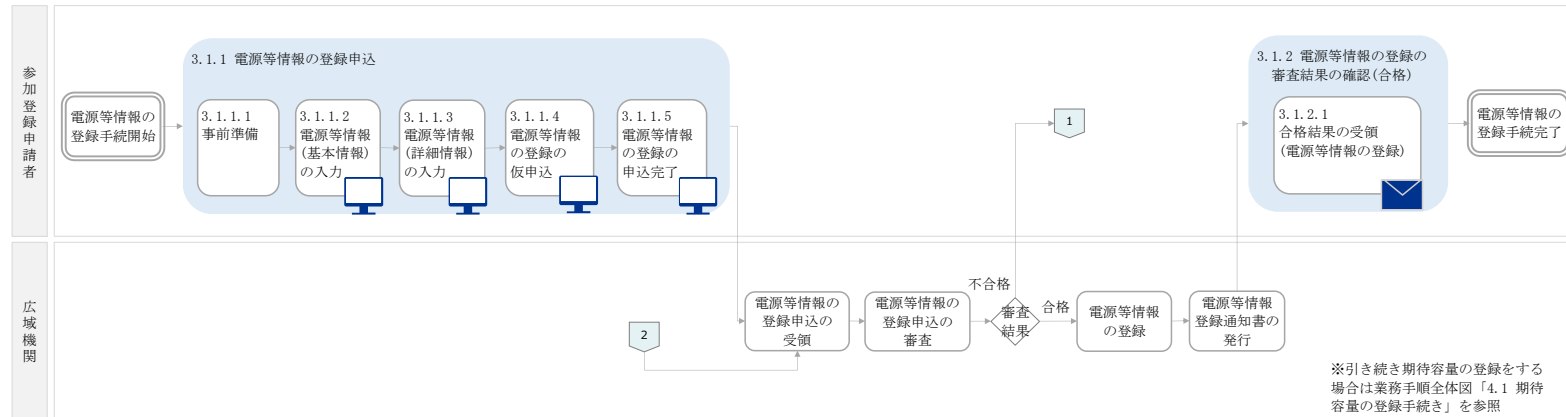 参加登録申請者
電源等情報の
登録手続開始
3.1.1 電源等情報の登録申込
3.1.1.1
事前準備
3.1.1.2
電源等情報
(基本情報)
の入力
3.1.1.3
電源等情報
(詳細情報)
の入力
3.1.1.4
電源等情報
の登録の
仮申込
3.1.1.5
電源等情報
の登録の
申込完了
1
3.1.2 電源等情報の登録の
審査結果の確認(合格)
3.1.2.1
合格結果の受領
(電源等情報の登録)
電源等情報の
登録手続完了
広域機関
2
電源等情報の
登録申込の
受領
電源等情報の
登録申込の
審査
不合格
審査
結果
合格
電源等情報
の登録
電源等情報
登録通知書の
発行
※引き続き期待容量の登録をする
場合は業務手順全体図「4.1 期待
容量の登録手続き」を参照